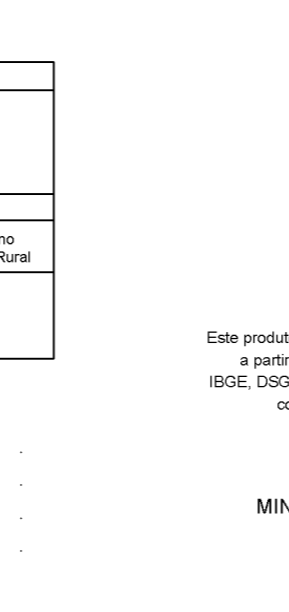 no
Rural
Este produt
a partir
IBGE, DSG
co
MIN